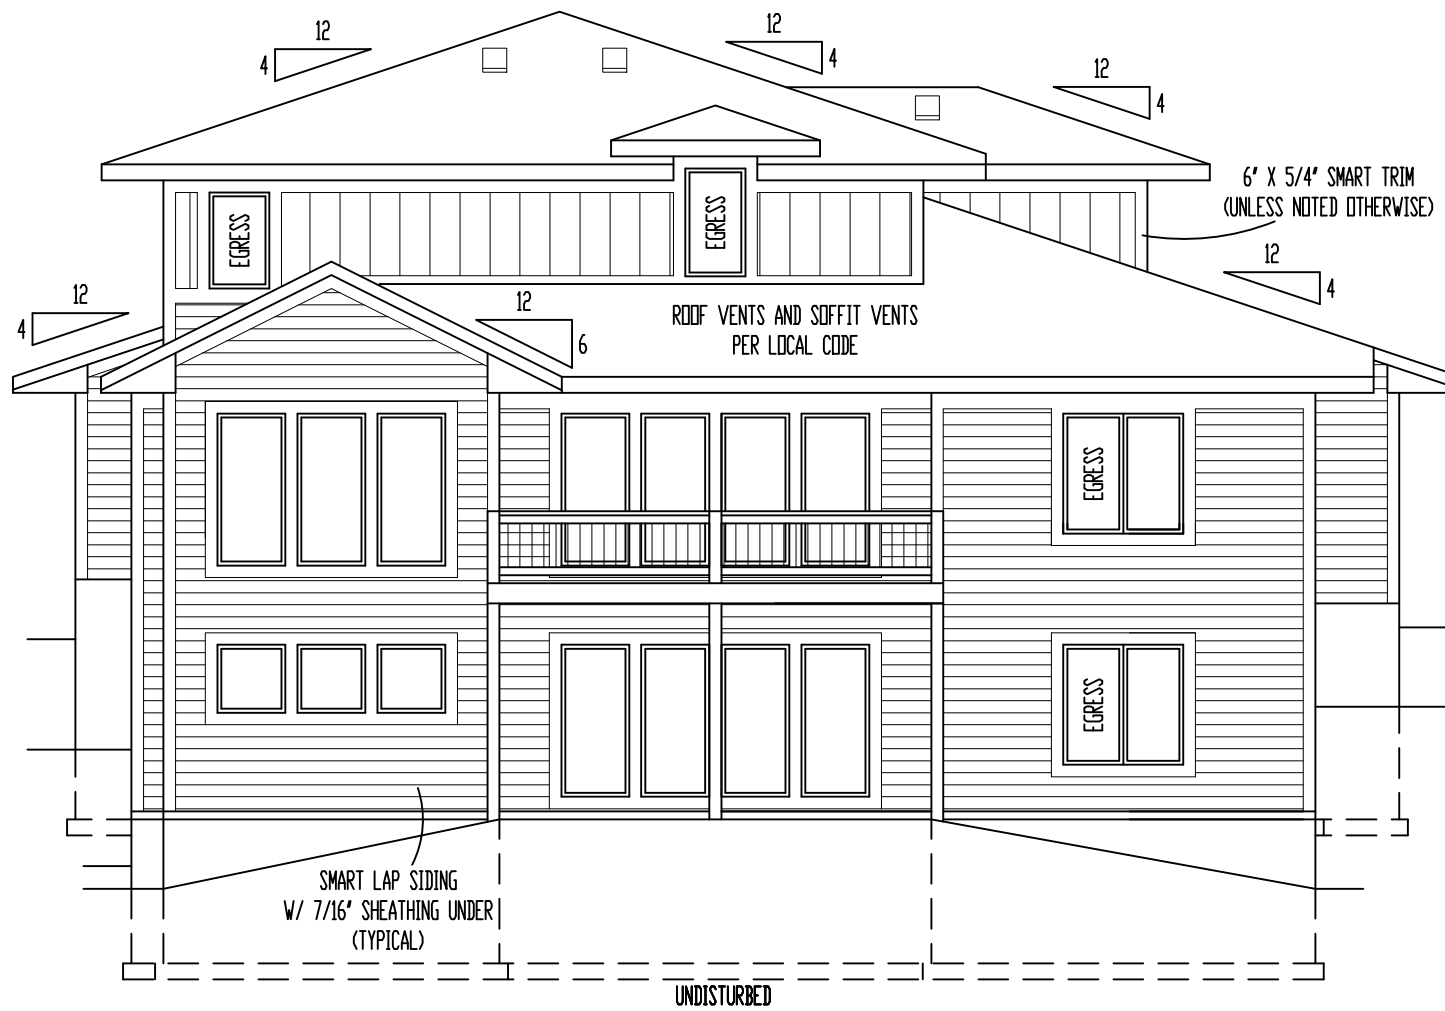 12
4
12
4
12
4
6" X 5/4" SMART TRIM
(UNLESS NOTED OTHERWISE)
EGRESS
EGRESS
12
4
12
4
12
6
ROOF VENTS AND SOFFIT VENTS
PER LOCAL CODE
EGRESS
EGRESS
SMART LAP SIDING
W/ 7/16" SHEATHING UNDER
(TYPICAL)
UNDISTURBED